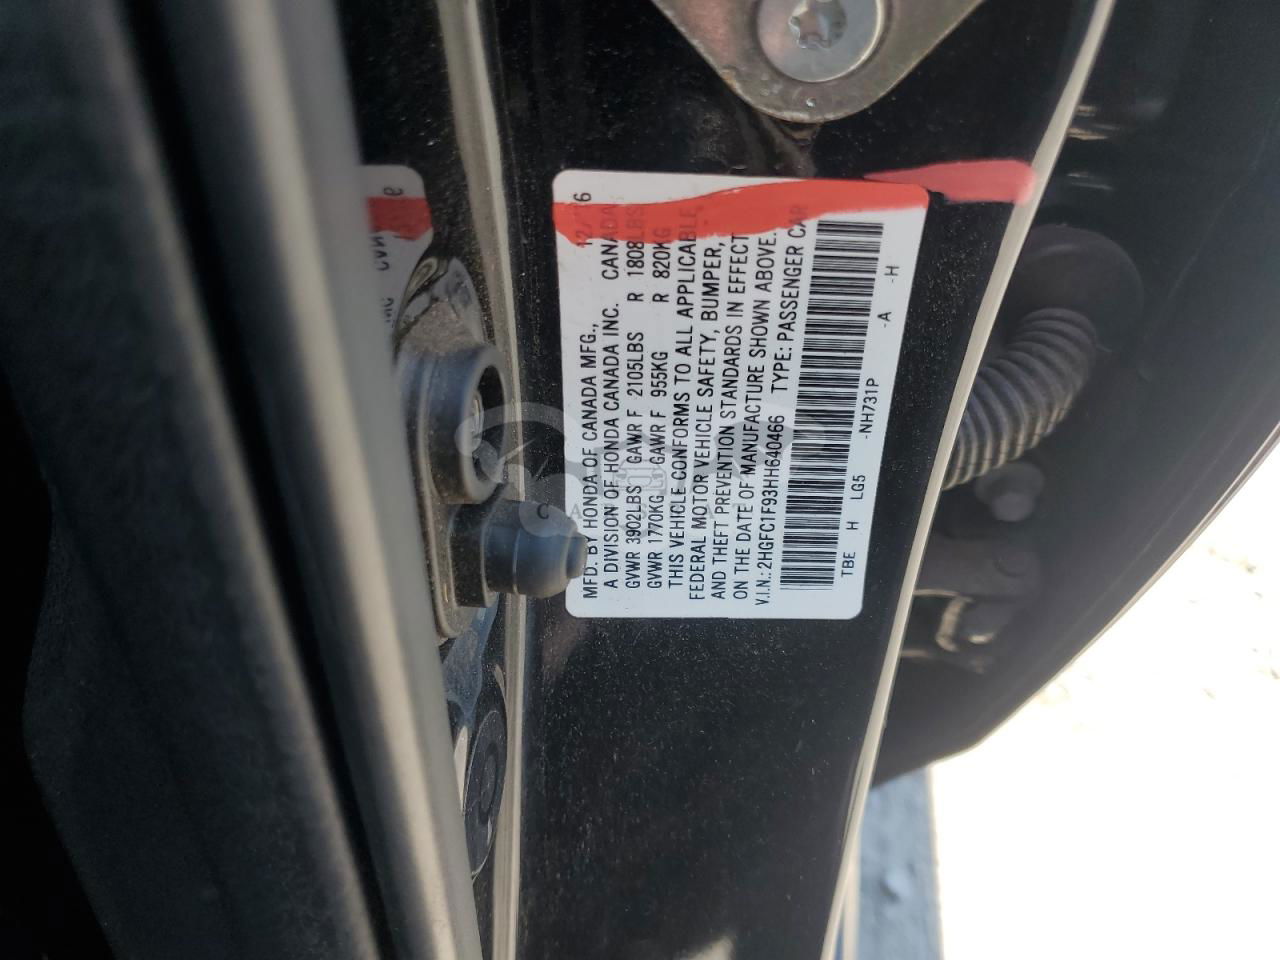 MFD. BY HONDA OF CANADA MFG., 12/16
A DIVISION OF HONDA CANADA INC. CANADA
GVWR 3902LBS GAWR F 2105LBS R 1808LBS
GVWR 1770KG GAWR F 955KG R 820KG
THIS VEHICLE CONFORMS TO ALL APPLICABLE
FEDERAL MOTOR VEHICLE SAFETY, BUMPER,
AND THEFT PREVENTION STANDARDS IN EFFECT
ON THE DATE OF MANUFACTURE SHOWN ABOVE.
V.I.N.: 2HGFC1F93HH640466 TYPE: PASSENGER CAR
TBE H LG5 -NH731P -A -H